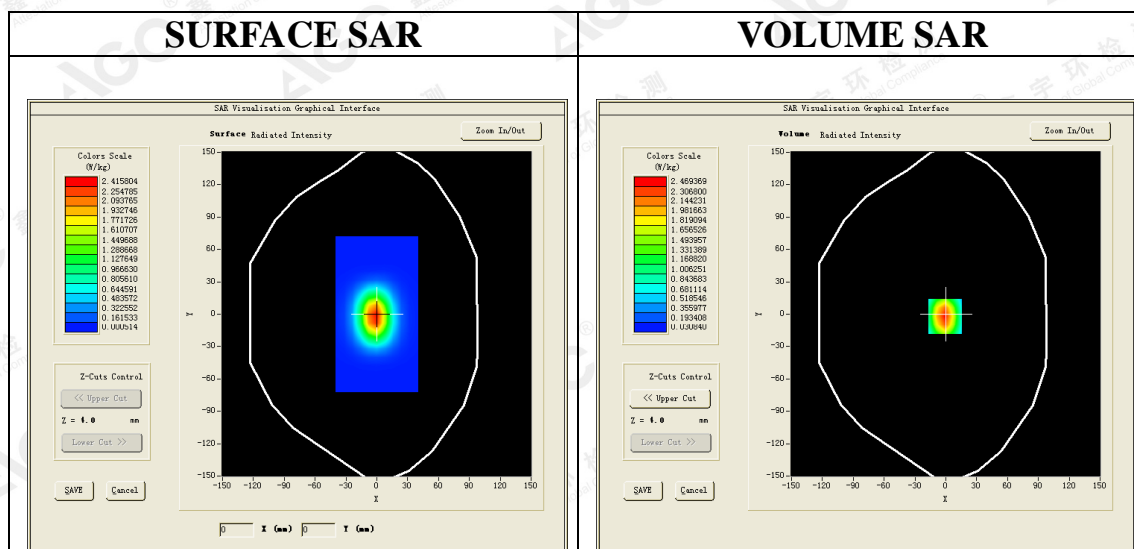 SURFACE SAR
VOLUME SAR
SAR Visualisation Graphical Interface
Surface Radiated Intensity
Zoom In/Out
Colors Scale
(W/kg)
2.415804
2.254785
2.093765
1.932746
1.771726
1.610707
1.449688
1.288668
1.127649
0.966630
0.805610
0.644591
0.483572
0.322552
0.161533
0.000514
150
120
90
60
30
0
-30
-60
-90
-120
-150
Y
-150 -120 -90 -60 -30 0 30 60 90 120 150
X
Z-Cuts Control
<< Upper Cut
Z = 4.0 mm
Lower Cut >>
SAVE Cancel
0 X (mm) 0 Y (mm)
SAR Visualisation Graphical Interface
Volume Radiated Intensity
Zoom In/Out
Colors Scale
(W/kg)
2.469369
2.306800
2.144231
1.981663
1.819094
1.656526
1.493957
1.331389
1.168820
1.006251
0.843683
0.681114
0.518546
0.355977
0.193408
0.030840
150
120
90
60
30
0
-30
-60
-90
-120
-150
Y
-150 -120 -90 -60 -30 0 30 60 90 120 150
X
Z-Cuts Control
<< Upper Cut
Z = 4.0 mm
Lower Cut >>
SAVE Cancel